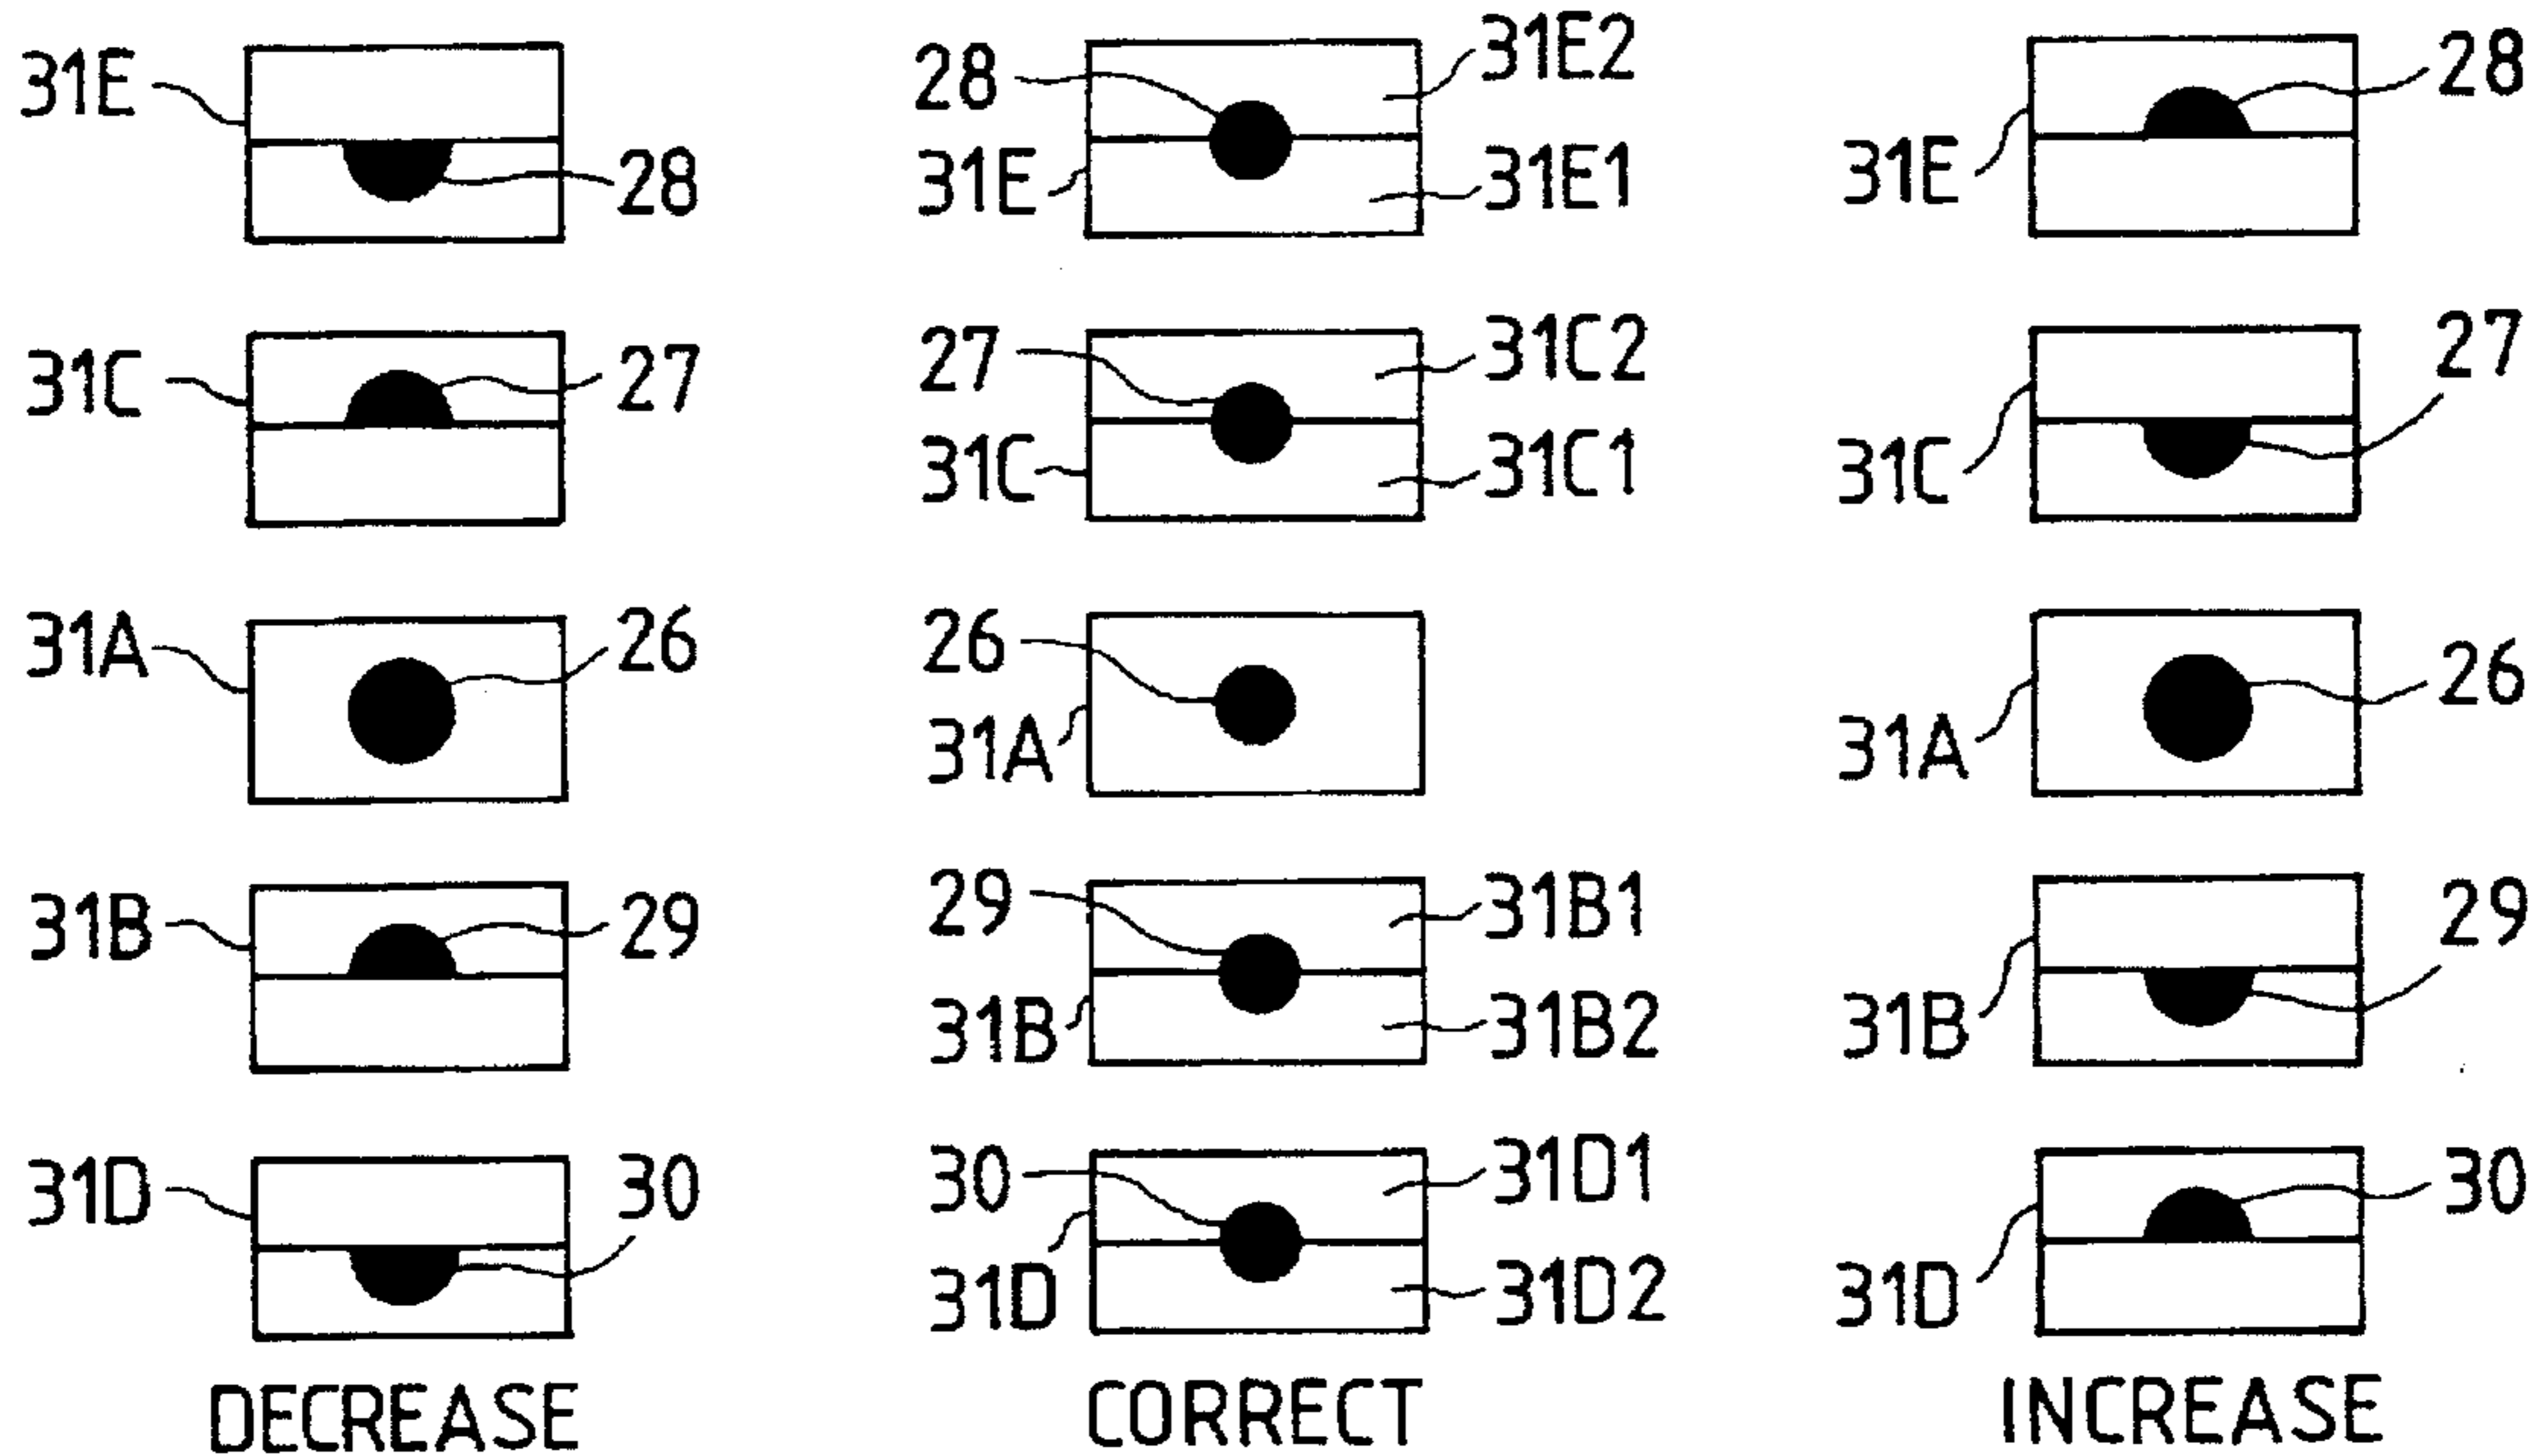 31E 28 28 31E2 31E 31E1 28 31E
31C 27 27 31C2 31C 31C1 27 31C
31A 26 26 31A 26 31A
31B 29 29 31B1 31B 31B2 29 31B
31D 30 30 31D1 31D 31D2 30 31D
DECREASE CORRECT INCREASE